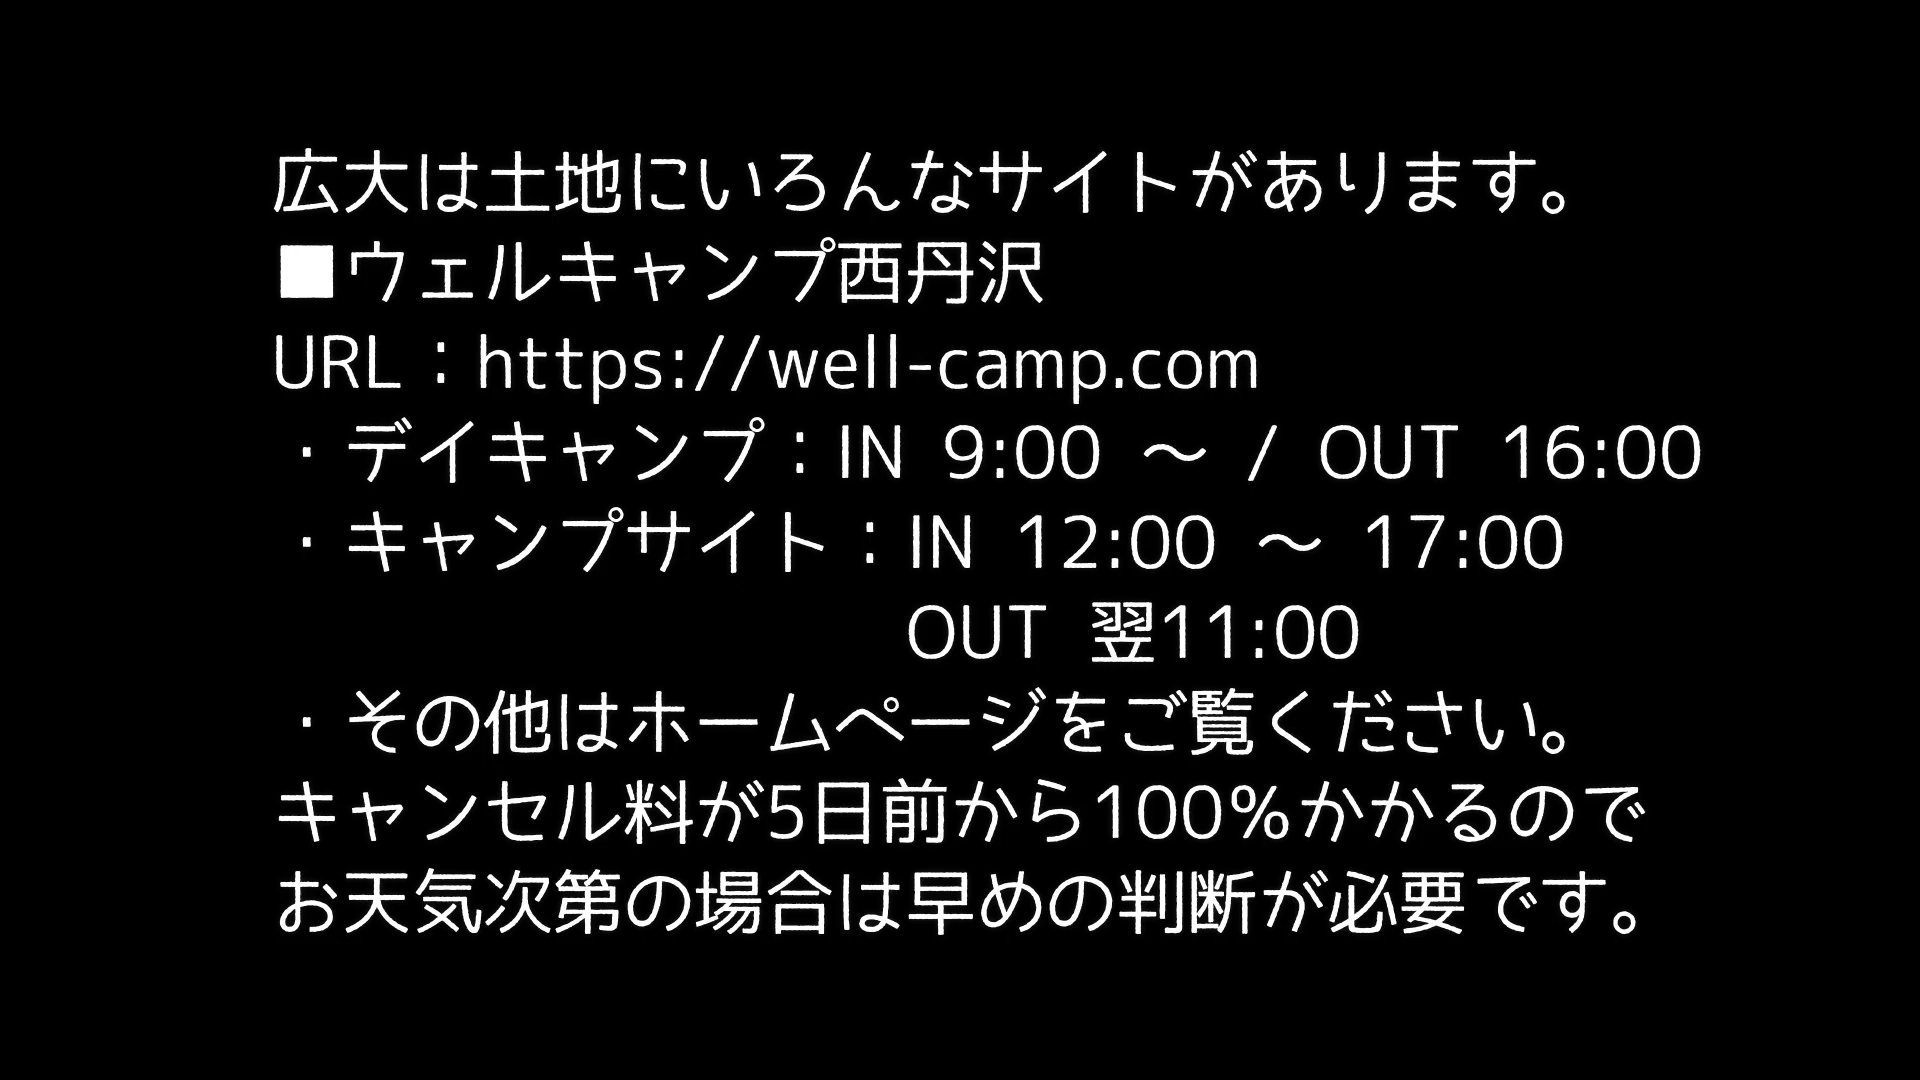 広大は土地にいろんなサイトがあります。
■ウェルキャンプ西丹沢
URL：https://well-camp.com
・デイキャンプ：IN 9:00 ～ / OUT 16:00
・キャンプサイト：IN 12:00 ～ 17:00
OUT 翌11:00
・その他はホームページをご覧ください。
キャンセル料が5日前から100%かかるので
お天気次第の場合は早めの判断が必要です。